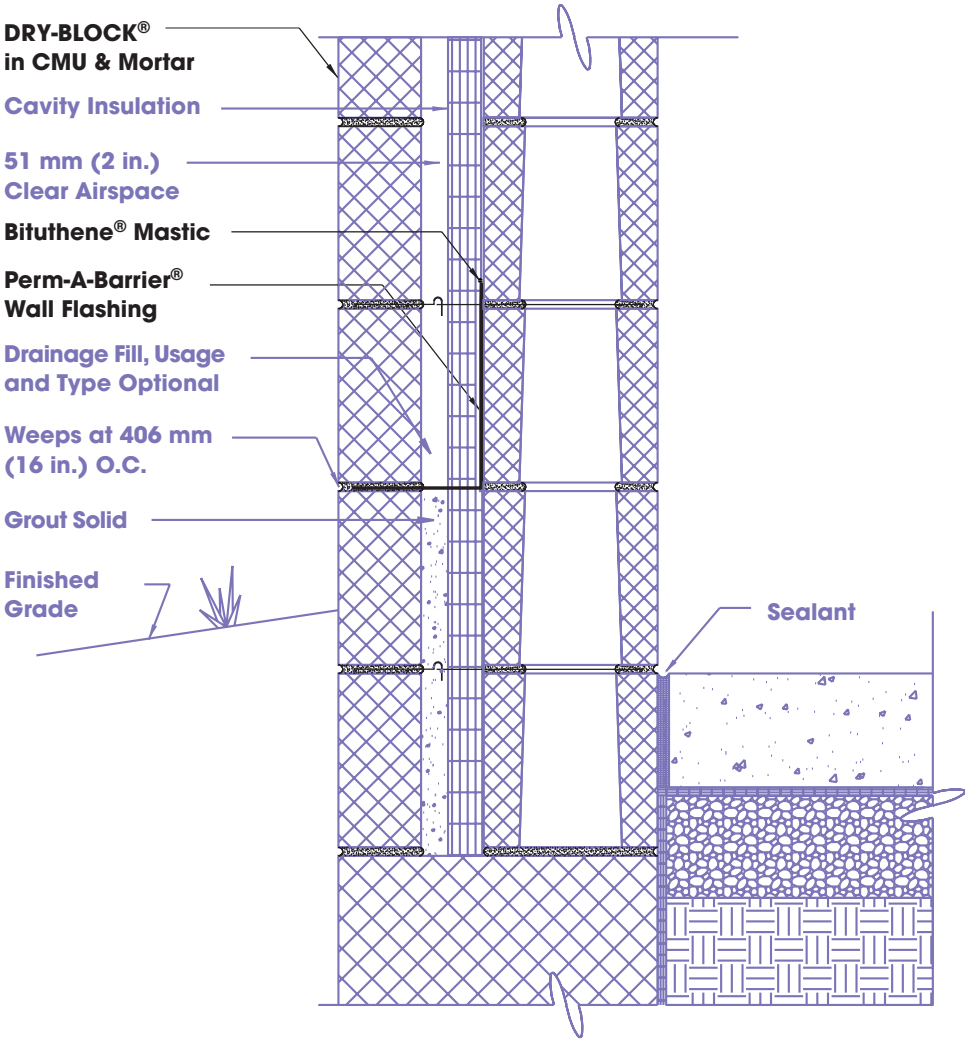 DRY-BLOCK®
in CMU & Mortar
Cavity Insulation
51 mm (2 in.)
Clear Airspace
Bituthene® Mastic
Perm-A-Barrier®
Wall Flashing
Drainage Fill, Usage
and Type Optional
Weeps at 406 mm
(16 in.) O.C.
Grout Solid
Finished
Grade
Sealant